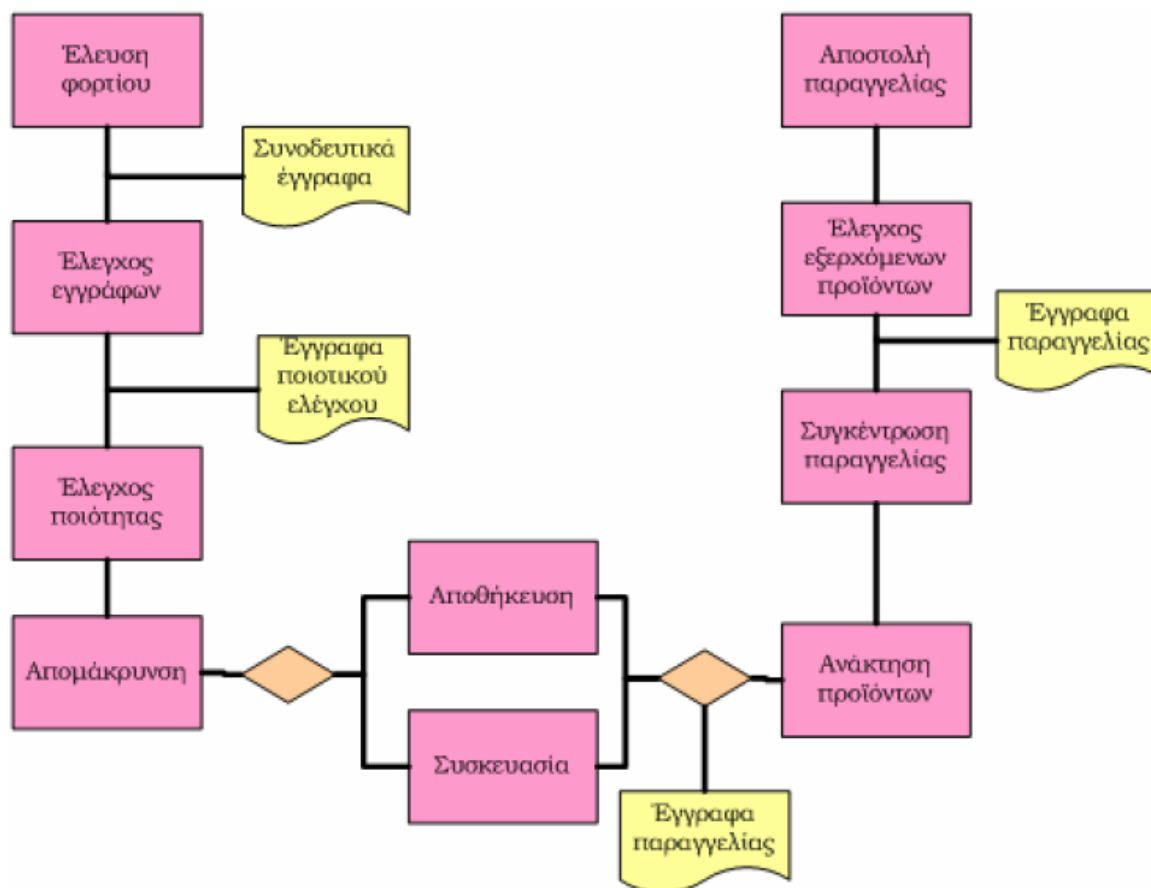 Έλευση
φορτίου
Συνοδευτικά
έγγραφα
Έλεγχος
εγγράφων
Έγγραφα
ποιοτικού
ελέγχου
Έλεγχος
ποιότητας
Απομάκρυνση
Αποθήκευση
Συσκευασία
Έγγραφα
παραγγελίας
Ανάκτηση
προϊόντων
Συγκέντρωση
παραγγελίας
Έγγραφα
παραγγελίας
Έλεγχος
εξερχόμενων
προϊόντων
Αποστολή
παραγγελίας